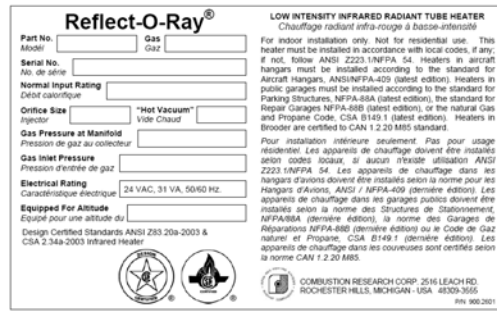 Reflect-O-Ray®
Part No.
Modèl
Gas
Gaz
Serial No.
No. de série
Normal Input Rating
Débit calorifique
Orifice Size
Injector
"Hot Vacuum"
Vide Chaud
Gas Pressure at Manifold
Pression de gaz au collecteur
Gas Inlet Pressure
Pression d'entrée de gaz
Electrical Rating
Caractéristique électrique
24 VAC, 31 VA, 50/60 Hz.
Equipped For Altitude
Equipé pour une altitude du
Design Certified Standards ANSI Z83.20a-2003 &
CSA 2.34a-2003 Infrared Heater
LOW INTENSITY INFRARED RADIANT TUBE HEATER
Chauffage radiant infra-rouge à basse-intensité
For indoor installation only. Not for residential use. This
heater must be installed in accordance with local codes, if any;
if not, follow ANSI Z223.1/NFPA 54. Heaters in aircraft
hangars must be installed according to the standard for
Aircraft Hangars, ANSI/NFPA-409 (latest edition). Heaters in
public garages must be installed according to the standard for
Parking Structures, NFPA-88A (latest edition), the standard for
Repair Garages NFPA-88B (latest edition), or the natural Gas
and Propane Code, CSA B149.1 (latest edition). Heaters in
Brooder are certified to CAN 1.2.20 M85 standard.
Pour installation intérieure seulement. Pas pour usage
résidentiel. Les appareils de chauffage doivent être installés
selon codes locaux, si aucun n'existe utilisation ANSI
Z223.1/NFPA 54. Les appareils de chauffage dans les
hangars d'avions doivent être installés selon la norme pour les
Hangars d'Avions, ANSI / NFPA-409 (dernière édition). Les
appareils de chauffage dans les garages publics doivent être
installés selon la norme des Structures de Stationnement,
NFPA/88A (dernière édition), la norme des Garages de
Réparations NFPA-88B (dernière édition) ou le Code de Gaz
naturel et Propane, CSA B149.1 (dernière édition). Les
appareils de chauffage dans les couveuses sont certifiés selon
la norme CAN 1.2.20 M85.
COMBUSTION RESEARCH CORP. 2516 LEACH RD.
ROCHESTER HILLS, MICHIGAN - USA 48309-3555
P/N 900.2601